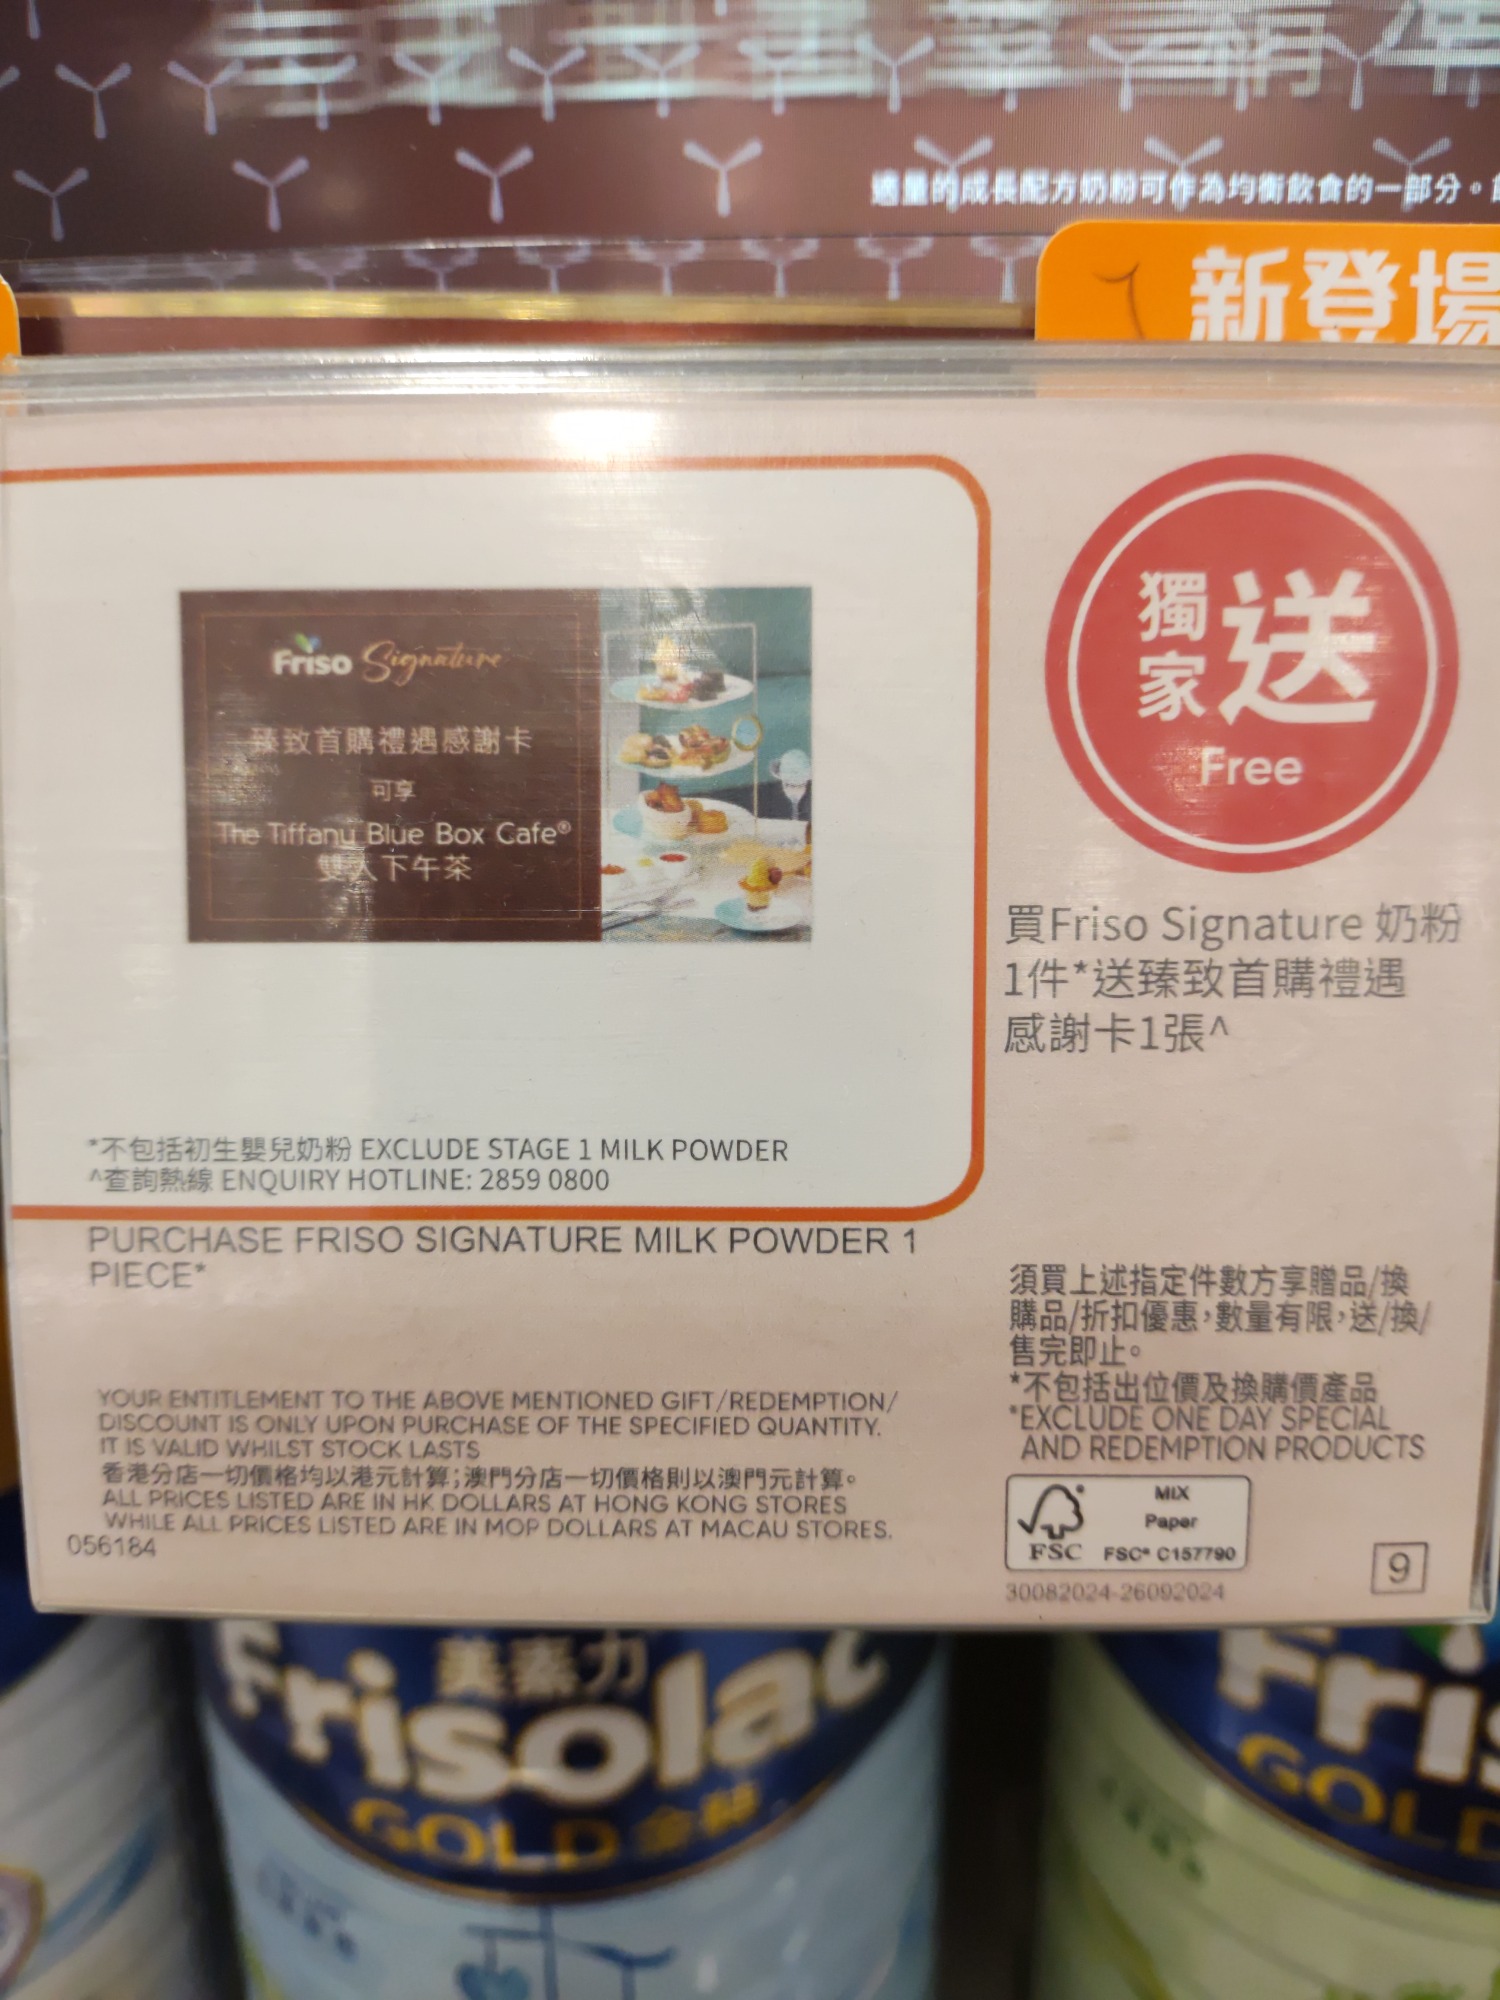 適量的成長配方奶粉可作為均衡飲食的一部分。
新登場
Friso Signature
臻致首購禮遇感謝卡
可享
The Tiffany Blue Box Cafe®
雙人下午茶
獨家送
Free
買Friso Signature 奶粉
1件*送臻致首購禮遇
感謝卡1張^
*不包括初生嬰兒奶粉 EXCLUDE STAGE 1 MILK POWDER
^查詢熱線 ENQUIRY HOTLINE: 2859 0800
PURCHASE FRISO SIGNATURE MILK POWDER 1
PIECE*
須買上述指定件數方享贈品/換
購品/折扣優惠，數量有限，送/換/
售完即止。
*不包括出位價及換購價產品
*EXCLUDE ONE DAY SPECIAL
AND REDEMPTION PRODUCTS
YOUR ENTITLEMENT TO THE ABOVE MENTIONED GIFT/REDEMPTION/
DISCOUNT IS ONLY UPON PURCHASE OF THE SPECIFIED QUANTITY.
IT IS VALID WHILST STOCK LASTS
香港分店一切價格均以港元計算；澳門分店一切價格則以澳門元計算。
ALL PRICES LISTED ARE IN HK DOLLARS AT HONG KONG STORES
WHILE ALL PRICES LISTED ARE IN MOP DOLLARS AT MACAU STORES.
056184
MIX
Paper
FSC FSC® C157790
30082024-26092024
9
美素力
Frisolac
GOLD
Fris
GOLD